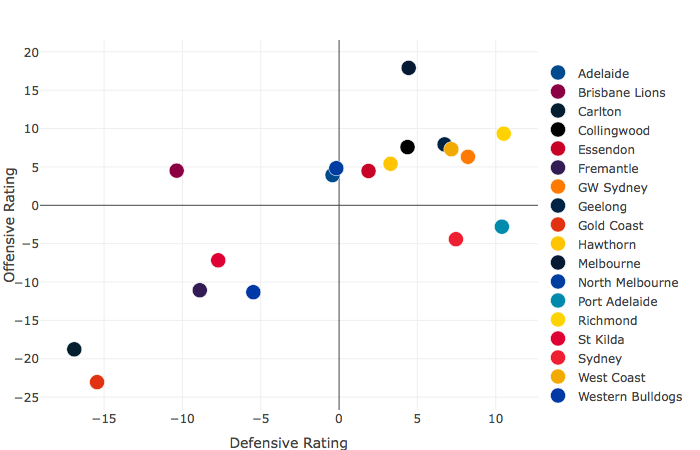 20
15
10
5
0
−5
−10
−15
−20
−25
Offensive Rating
−15
−10
−5
0
5
10
Defensive Rating
Adelaide
Brisbane Lions
Carlton
Collingwood
Essendon
Fremantle
GW Sydney
Geelong
Gold Coast
Hawthorn
Melbourne
North Melbourne
Port Adelaide
Richmond
St Kilda
Sydney
West Coast
Western Bulldogs